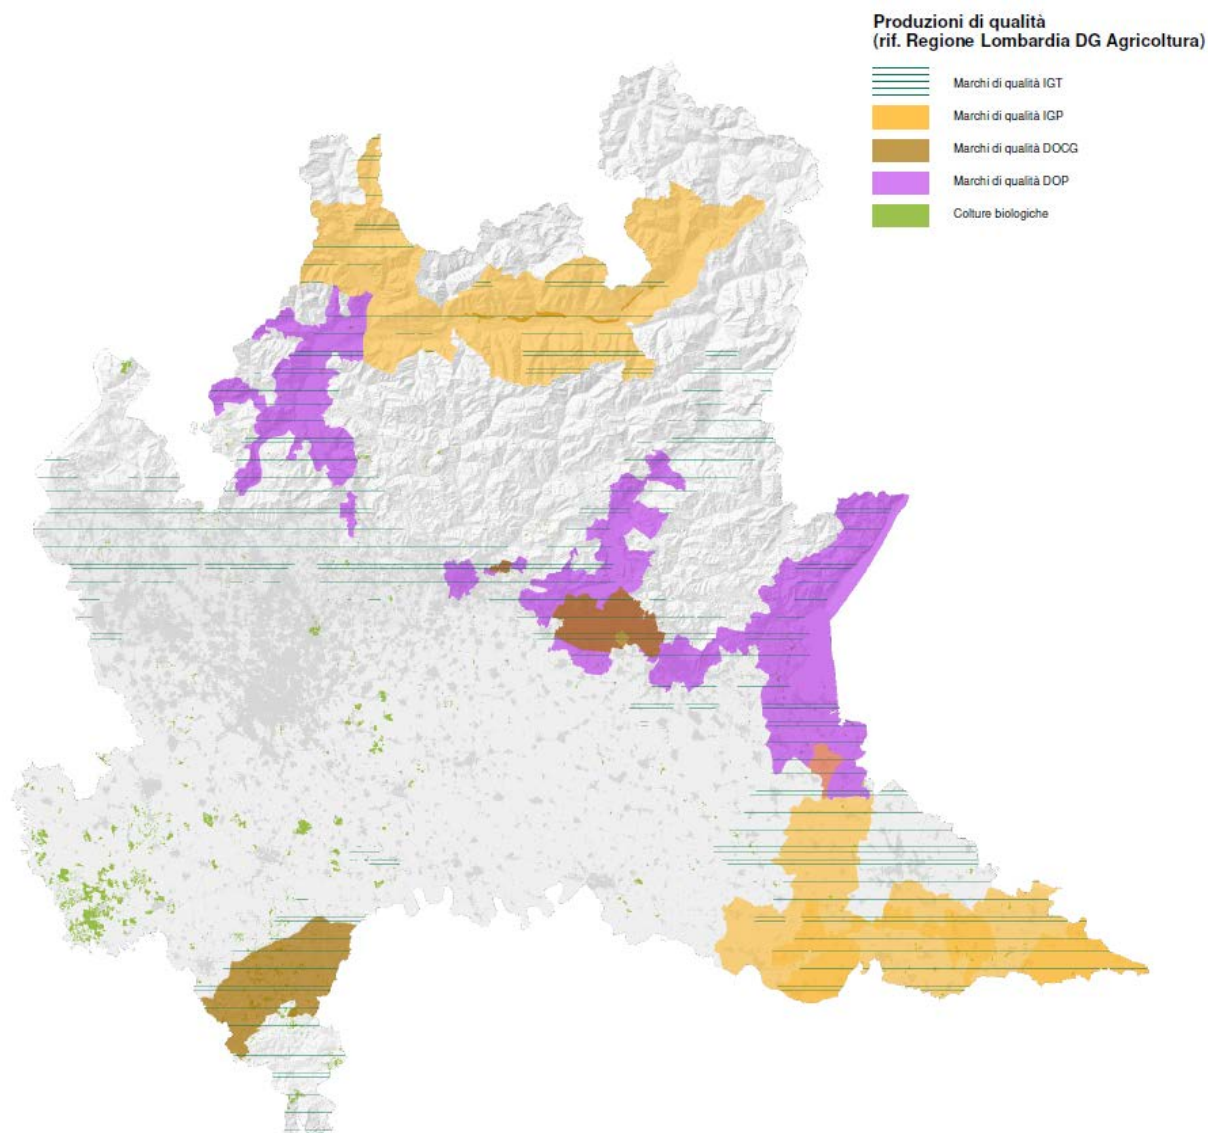 Produzioni di qualità
(rif. Regione Lombardia DG Agricoltura)
Marchi di qualità IGT
Marchi di qualità IGP
Marchi di qualità DOCG
Marchi di qualità DOP
Colture biologiche